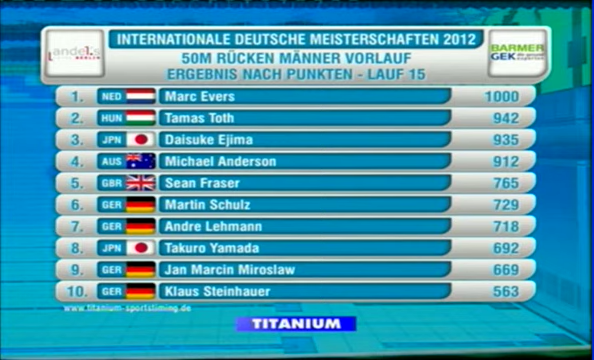 andel's
BERLIN
INTERNATIONALE DEUTSCHE MEISTERSCHAFTEN 2012
50M RÜCKEN MÄNNER VORLAUF
ERGEBNIS NACH PUNKTEN - LAUF 15
BARMER
GEK
1. NED Marc Evers 1000
2. HUN Tamas Toth 942
3. JPN Daisuke Ejima 935
4. AUS Michael Anderson 912
5. GBR Sean Fraser 765
6. GER Martin Schulz 729
7. GER Andre Lehmann 718
8. JPN Takuro Yamada 692
9. GER Jan Marcin Miroslaw 669
10. GER Klaus Steinhauer 563
www.titanium-sportstiming.de
TITANIUM